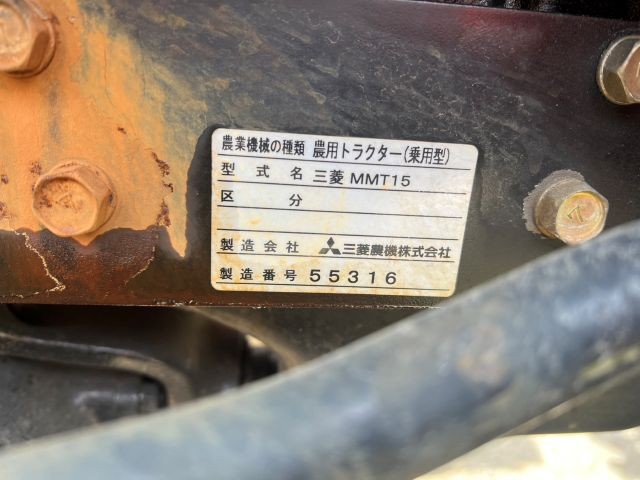 農業機械の種類 農用トラクター(乗用型)
型式名 三菱 MMT15
区分
製造会社 三菱農機株式会社
製造番号 55316